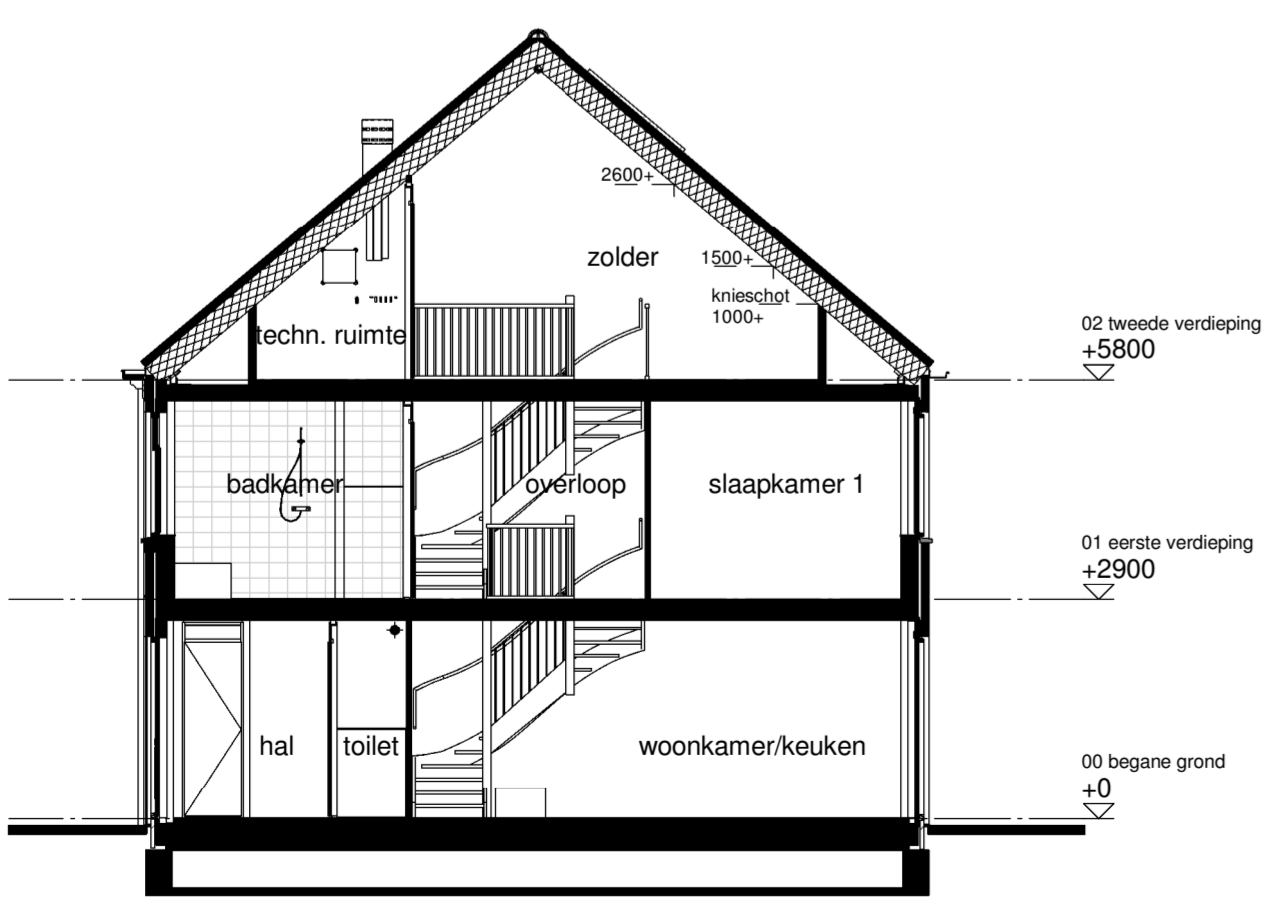 2600+
zolder
1500+
knieschot
1000+
techn. ruimte
02 tweede verdieping
+5800
badkamer
overloop
slaapkamer 1
01 eerste verdieping
+2900
hal
toilet
woonkamer/keuken
00 begane grond
+0